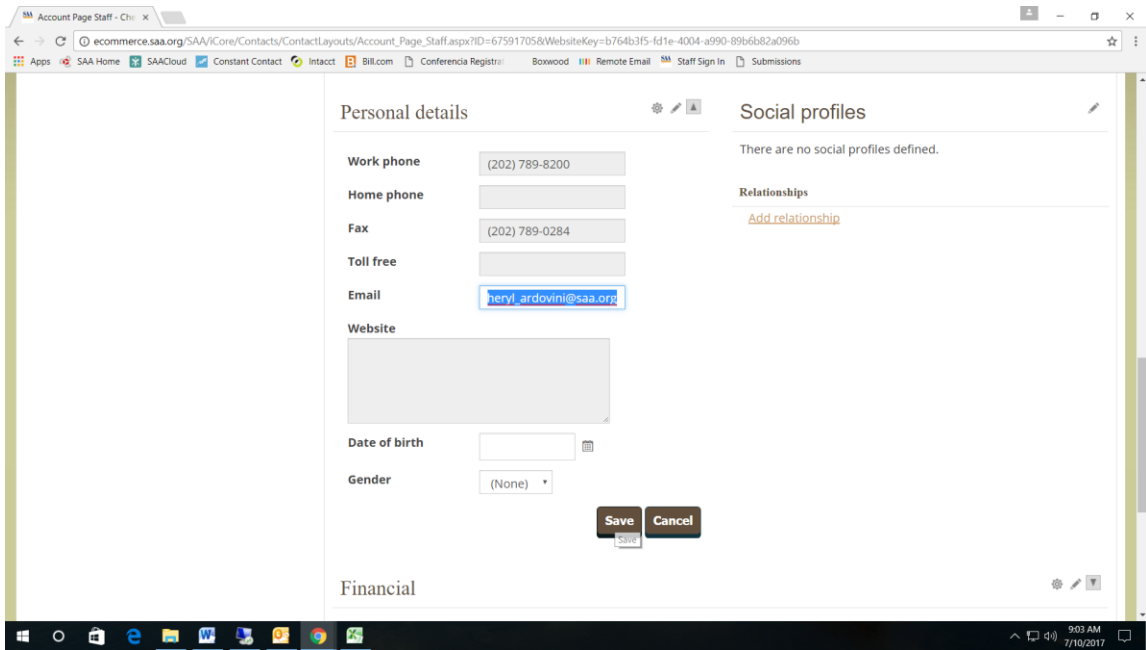 SAA Account Page Staff - Che
ecommerce.saa.org/SAA/iCore/Contacts/ContactLayouts/Account_Page_Staff.aspx?ID=67591705&WebsiteKey=b764b3f5-fd1e-4004-a990-89b6b82a096b
Apps SAA Home SAACloud Constant Contact Intacct Bill.com Conferencia Registra Boxwood Remote Email SAA Staff Sign In Submissions
Personal details
Social profiles
There are no social profiles defined.
Work phone (202) 789-8200
Relationships
Home phone
Add relationship
Fax (202) 789-0284
Toll free
Email heryl_ardovini@saa.org
Website
Date of birth
Gender (None)
Save Cancel
Save
Financial
9:03 AM
7/10/2017